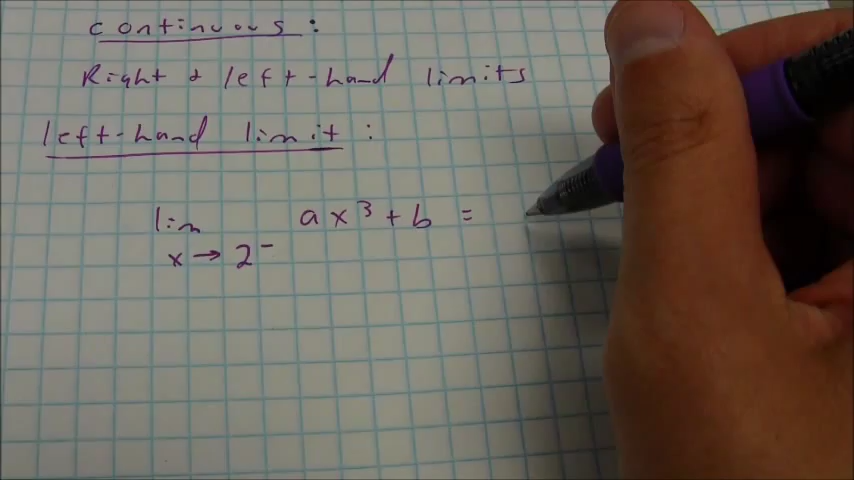 continuous:
Right & left-hand limits
left-hand limit:
lim ax³+b =
x→2⁻